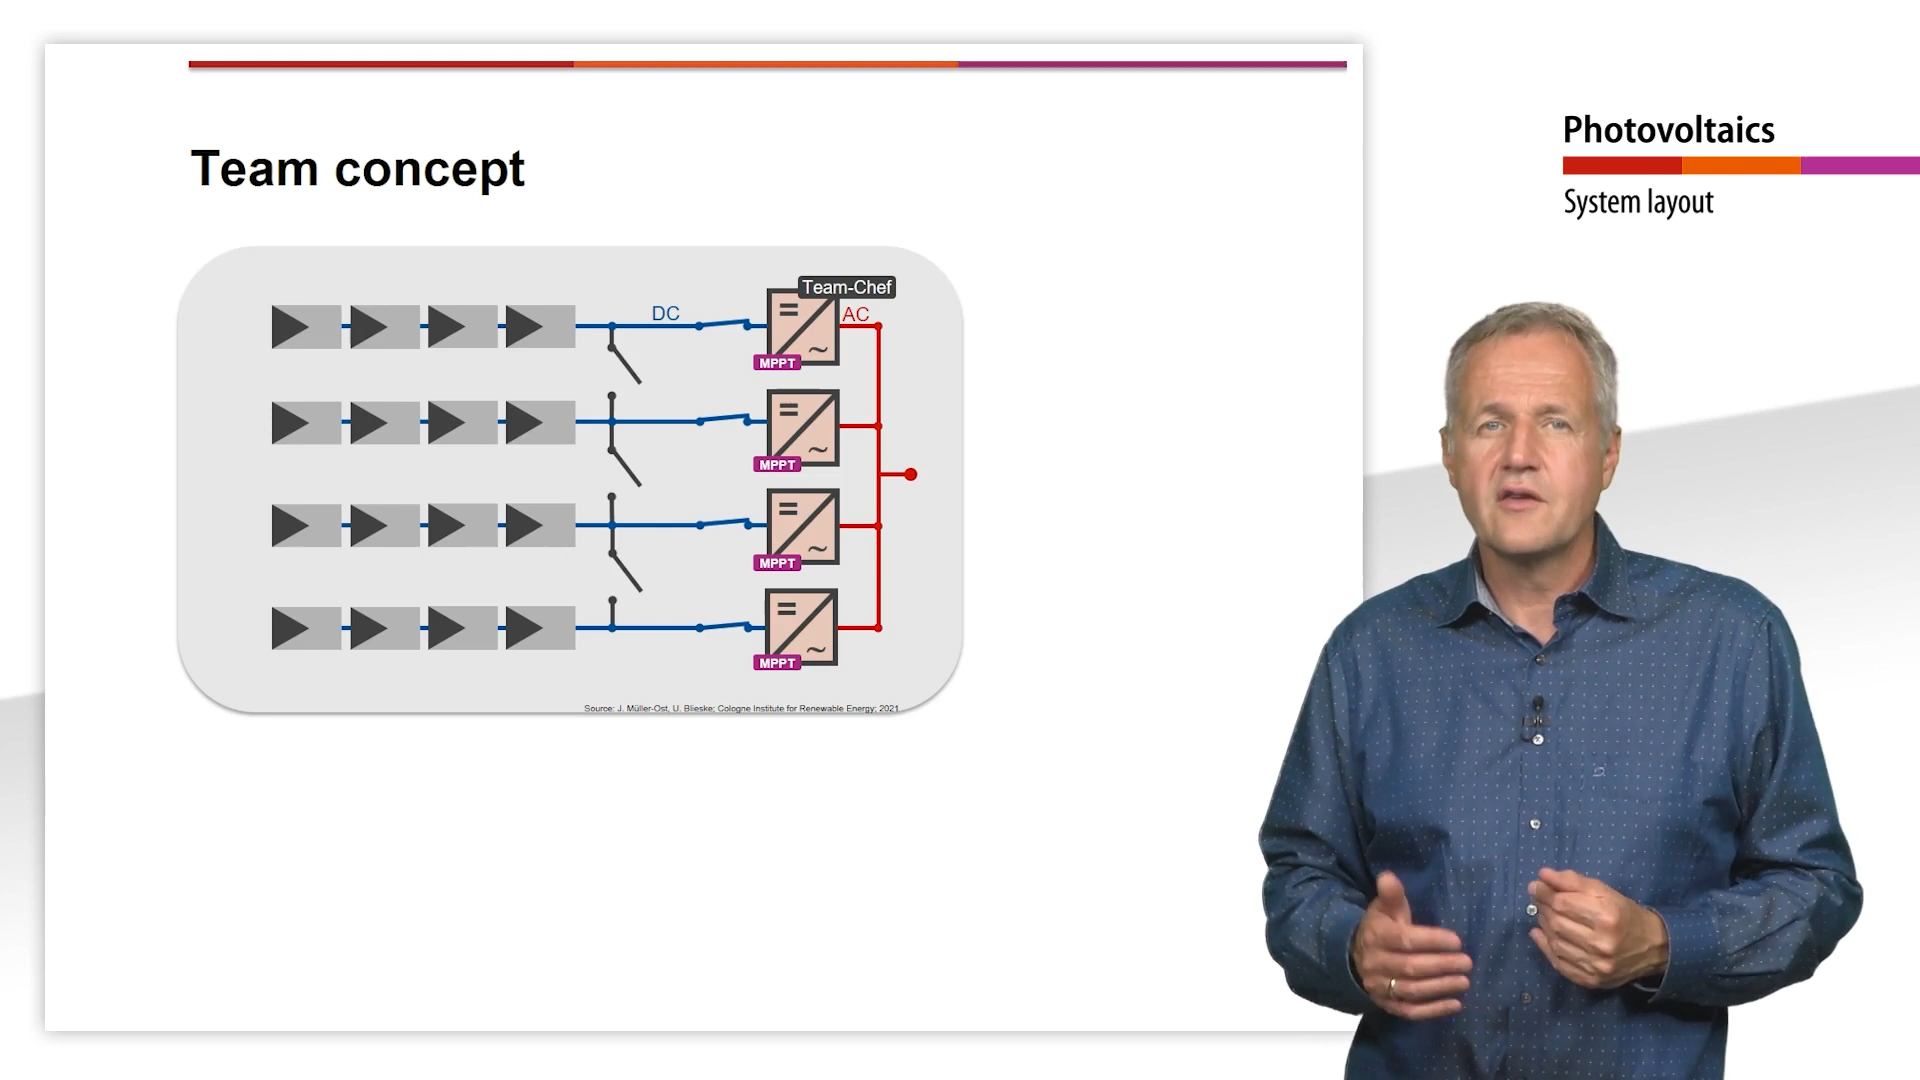 Team concept
Team-Chef
DC
AC
=
~
MPPT
=
~
MPPT
=
~
MPPT
=
~
MPPT
Source: J. Müller-Ost, U. Blieske; Cologne Institute for Renewable Energy; 2021
Photovoltaics
System layout